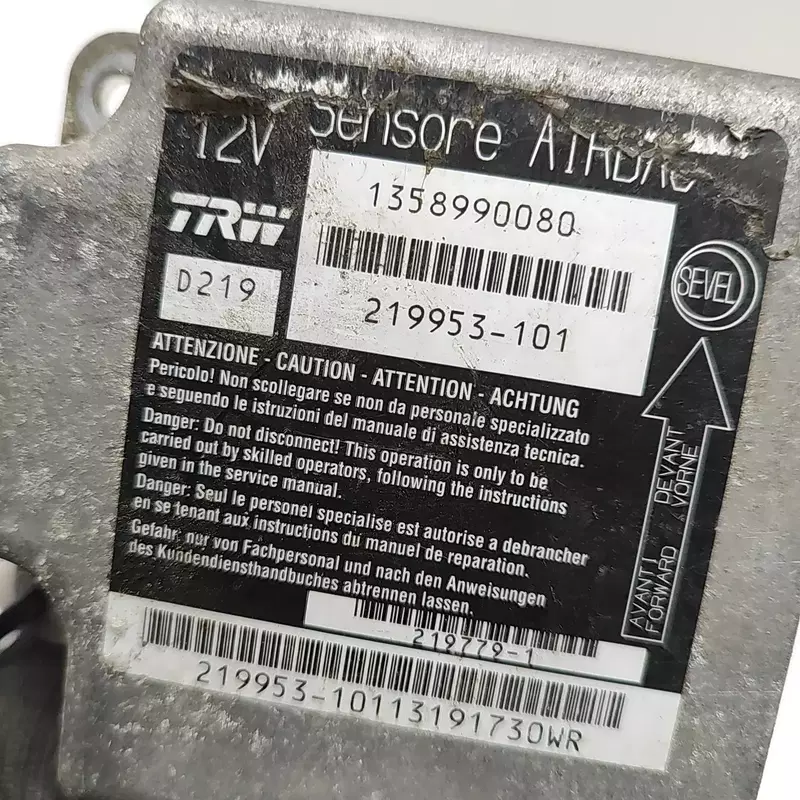 12V Sensore AIRBAG
TRW
1358990080
D219
219953-101
SEVEL
ATTENZIONE - CAUTION - ATTENTION - ACHTUNG
Pericolo! Non scollegare se non da personale specializzato
e seguendo le istruzioni del manuale di assistenza tecnica.
Danger: Do not disconnect! This operation is only to be
carried out by skilled operators, following the instructions
given in the service manual.
Danger: Seul le personel specialise est autorise a debrancher
en se tenant aux instructions du manuel de reparation.
Gefahr: nur von Fachpersonal und nach den Anweisungen
des Kundendiensthandbuches abtrennen lassen.
AVANTI DEVANT
FORWARD VORNE
219779-1
219953-10113191730WR